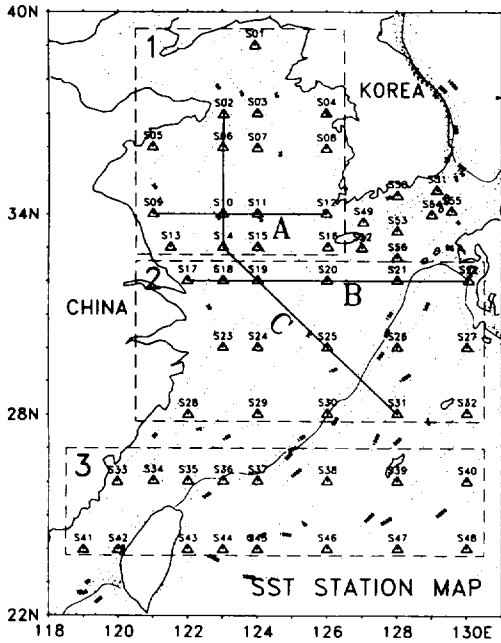 40N
1
S01
KOREA
S02 S03 S04
S05 S06 S07 S08
S51
S50
S09 S10 S11 S12
S54 S55
A
S49
S53
S13 S14 S15 S16 S52
S56
34N
2
S17 S18 S19 S20 S21 S22
B
CHINA
C
S23 S24 S25 S26 S27
28N
S28 S29 S30 S31 S32
3
S33 S34 S35 S36 S37 S38 S39 S40
S41 S42 S43 S44 S45 S46 S47 S48
SST STATION MAP
22N
118 120 122 124 126 128 130E